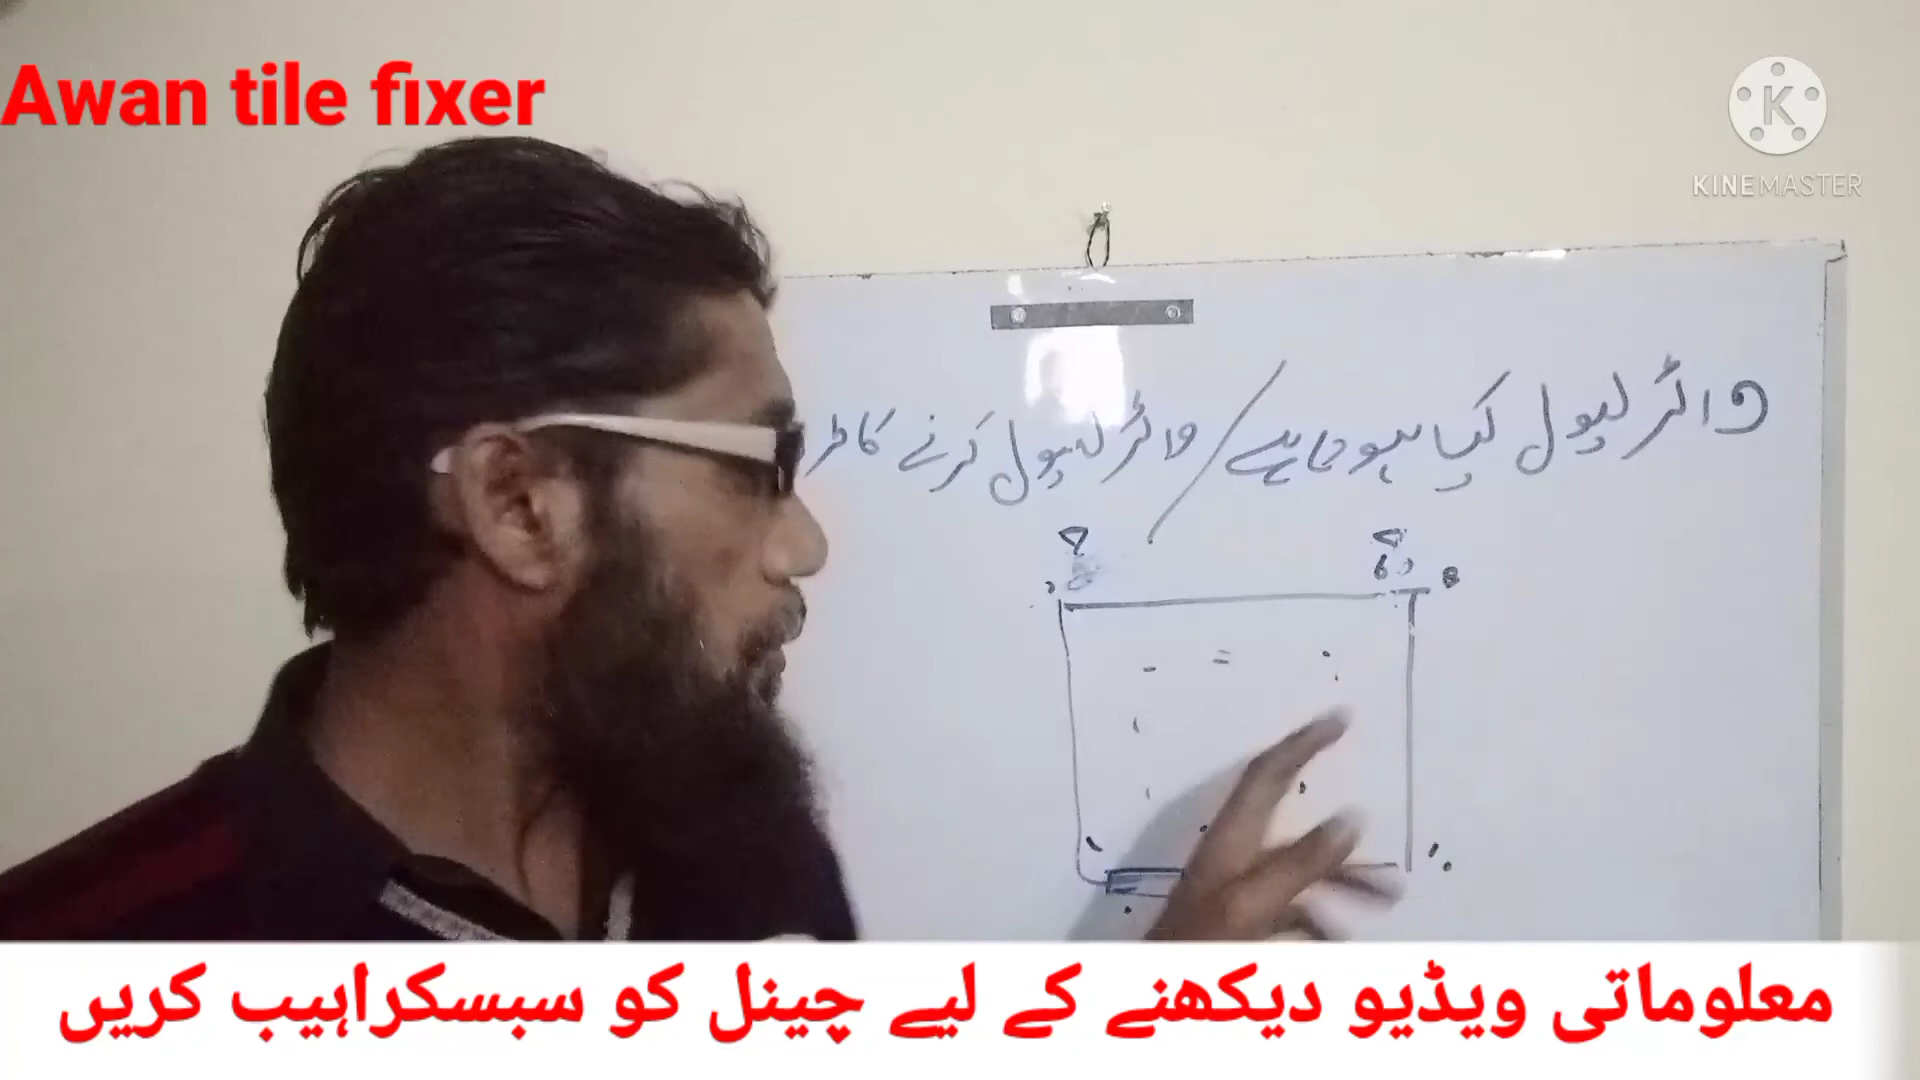 Awan tile fixer
K
KINEMASTER
واٹر لیول کیا ہوتا ہے / واٹر لیول کرنے کا طر
معلوماتی ویڈیو دیکھنے کے لیے چینل کو سبسکراہیب کریں